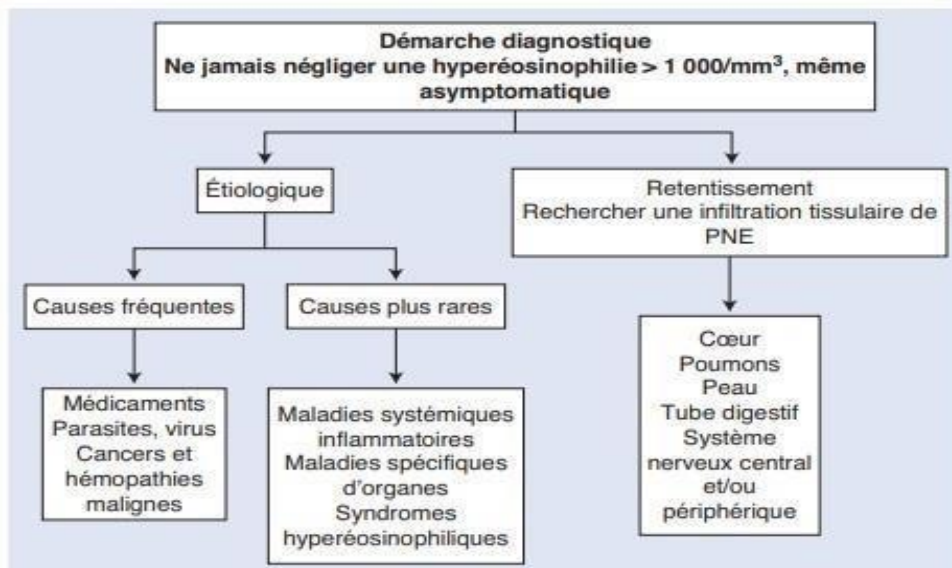 Démarche diagnostique
Ne jamais négliger une hyperéosinophilie > 1 000/mm³, même
asymptomatique
Étiologique
Retentissement
Rechercher une infiltration tissulaire de
PNE
Causes fréquentes
Causes plus rares
Médicaments
Parasites, virus
Cancers et
hémopathies
malignes
Maladies systémiques
inflammatoires
Maladies spécifiques
d'organes
Syndromes
hyperéosinophiliques
Cœur
Poumons
Peau
Tube digestif
Système
nerveux central
et/ou
périphérique